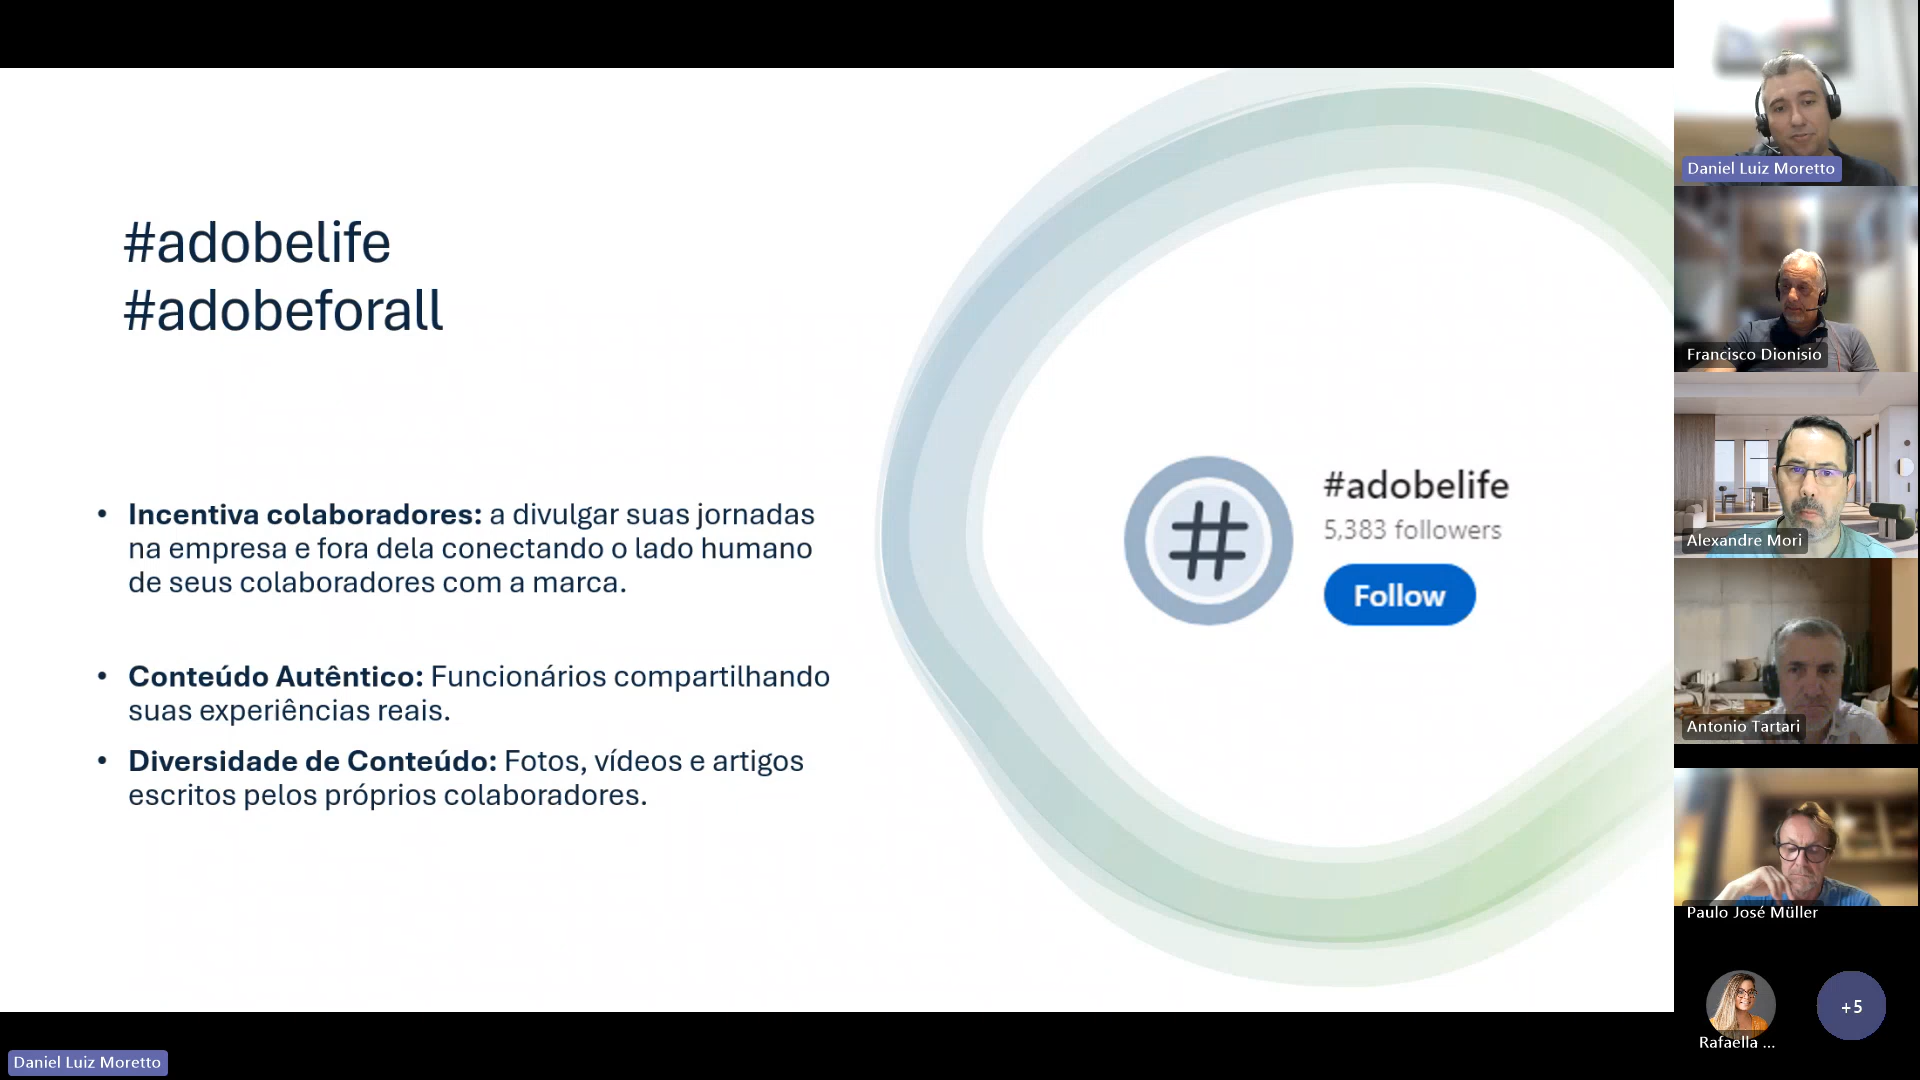 #adobelife
#adobeforall
• Incentiva colaboradores: a divulgar suas jornadas
na empresa e fora dela conectando o lado humano
de seus colaboradores com a marca.
• Conteúdo Autêntico: Funcionários compartilhando
suas experiências reais.
• Diversidade de Conteúdo: Fotos, vídeos e artigos
escritos pelos próprios colaboradores.
#
#adobelife
5,383 followers
Follow
Daniel Luiz Moretto
Francisco Dionisio
Alexandre Mori
Antonio Tartari
Paulo José Müller
Rafaella ...
+5
Daniel Luiz Moretto